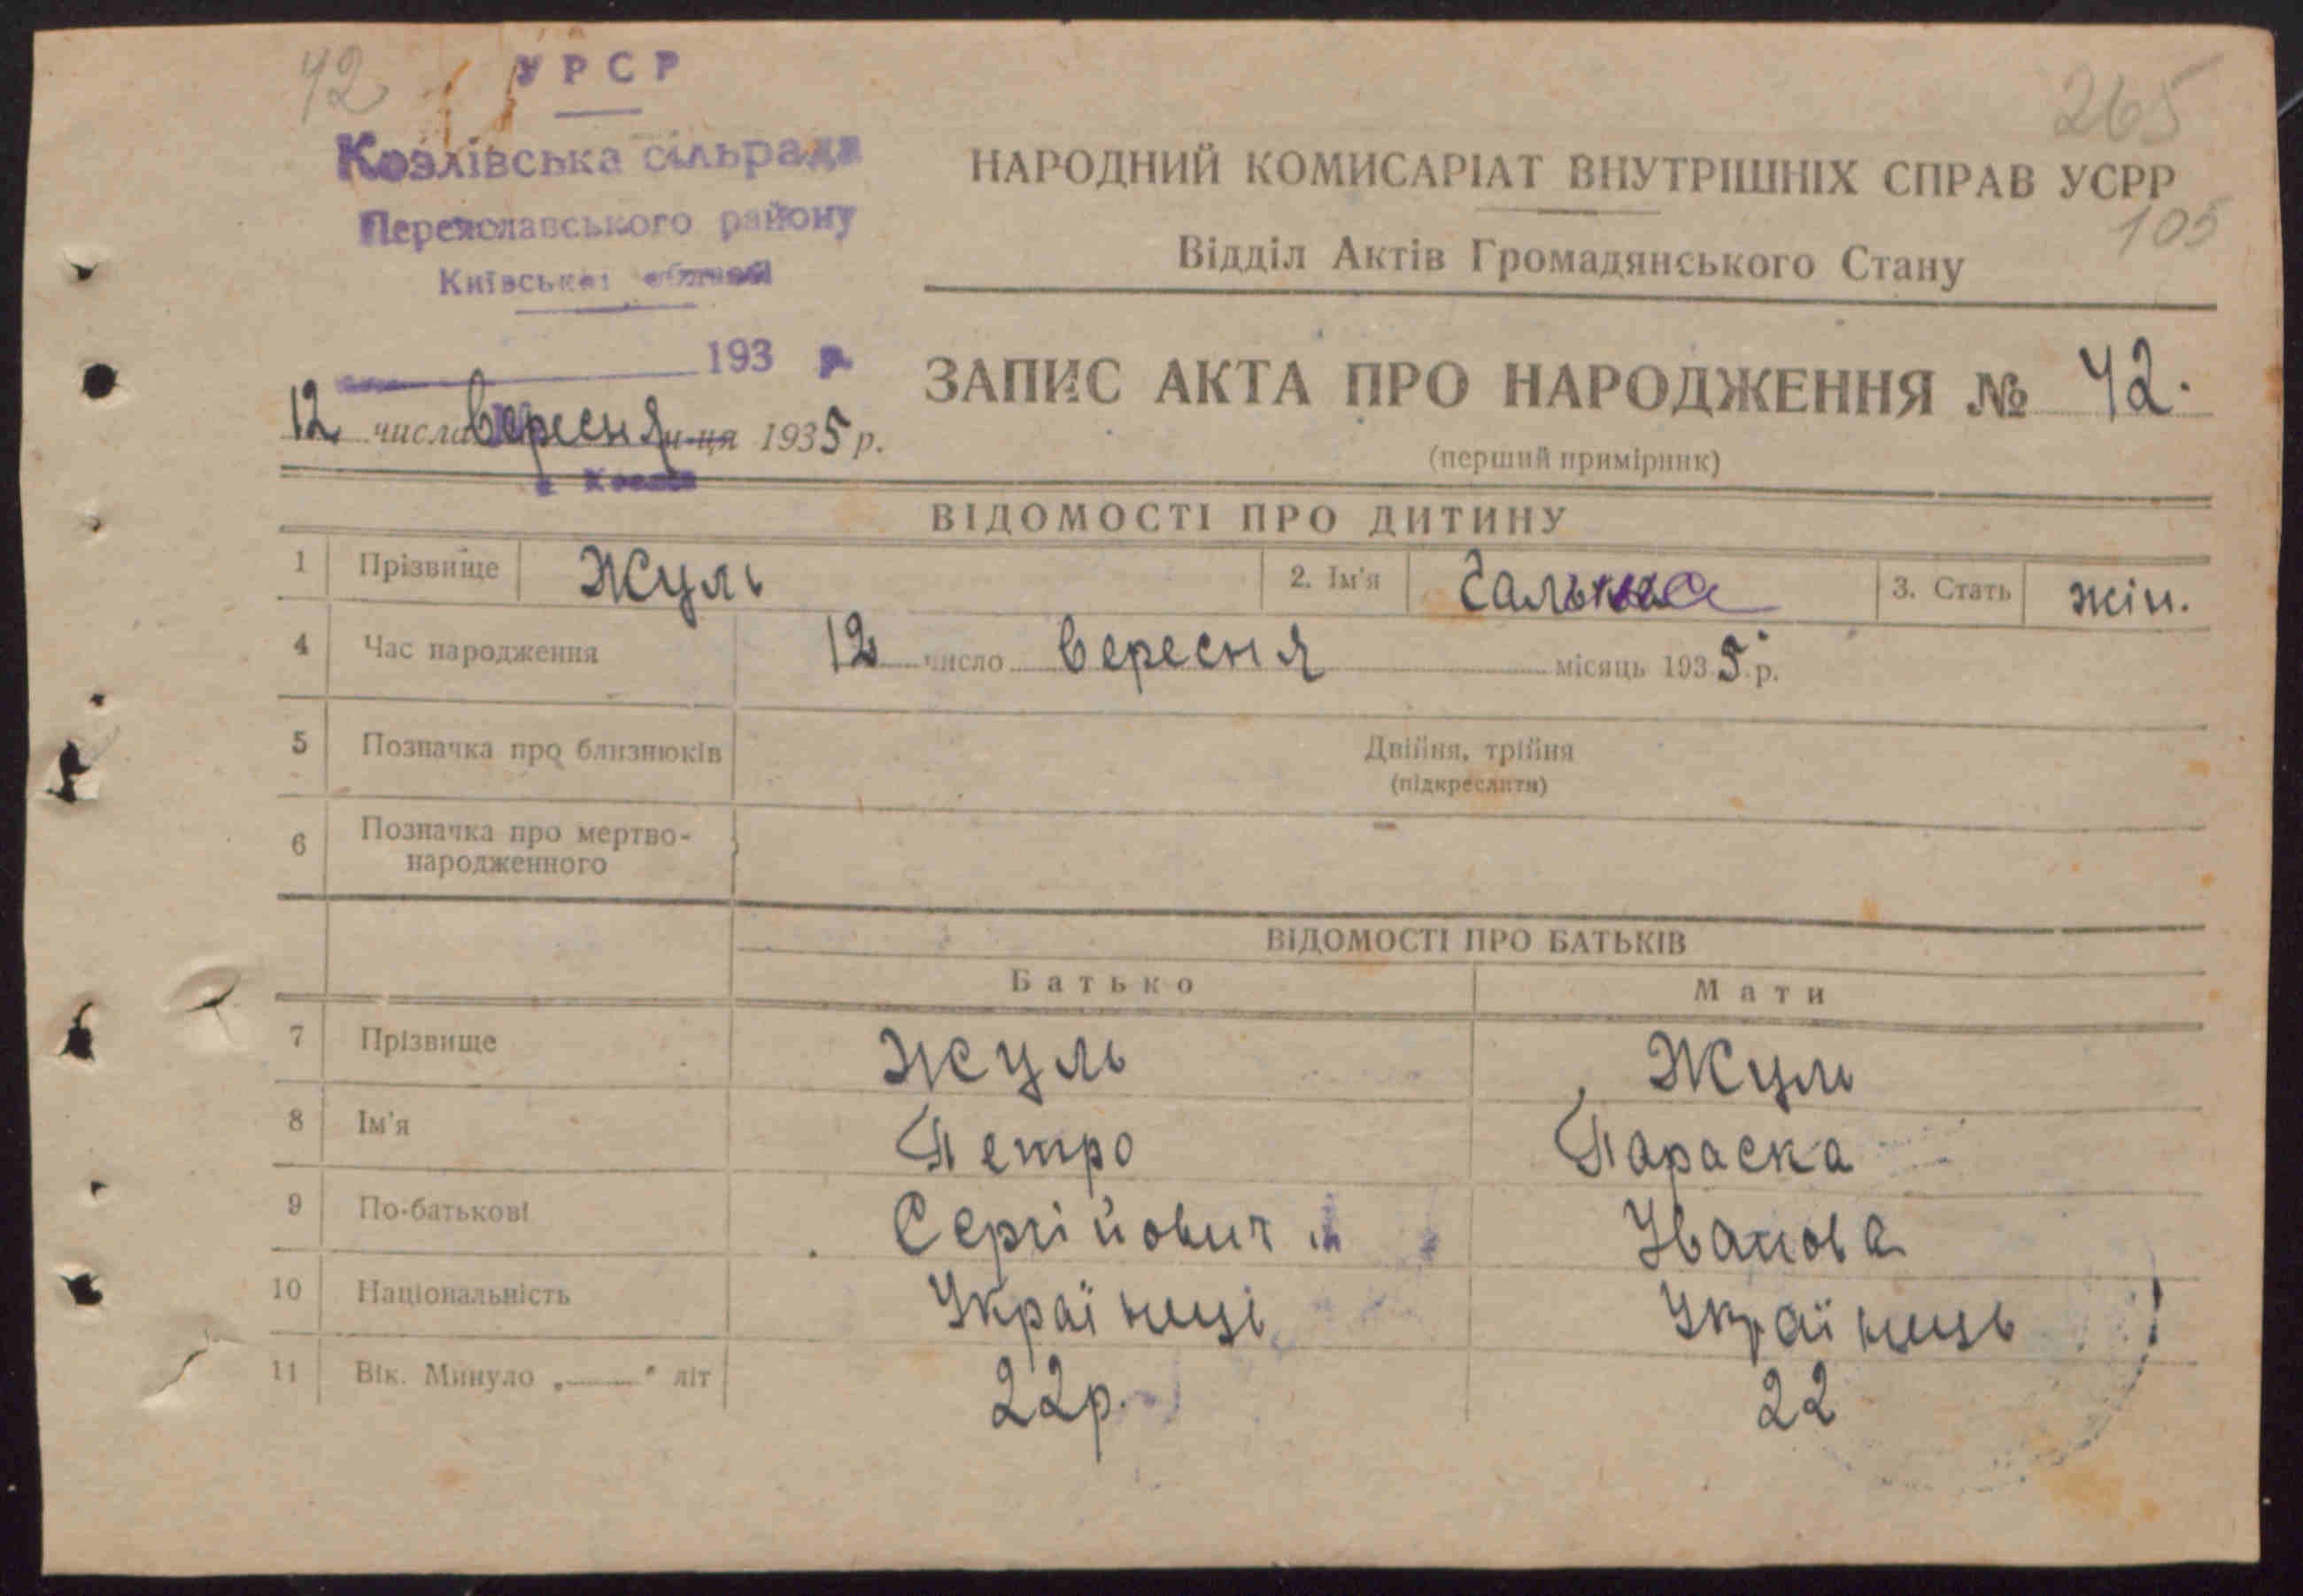 42
УРСР
265
Козлівська сільрада
НАРОДНИЙ КОМИСАРІАТ ВНУТРІШНІХ СПРАВ УСРР
Переяславського району
105
Київської області
Відділ Актів Громадянського Стану
193 р.
ЗАПИС АКТА ПРО НАРОДЖЕННЯ № 42.
12 числа вересня м-ця 1935 р.
(перший примірник)
ВІДОМОСТІ ПРО ДИТИНУ
1 Прізвище Жуль 2. Ім'я 3. Стать жін.
4 Час народження 12 число вересня місяць 1935 р.
5 Позначка про близнюків Двійня, трійня
(підкреслити)
6 Позначка про мертво-
народженного
ВІДОМОСТІ ПРО БАТЬКІВ
Батько Мати
7 Прізвище Жуль Жуль
8 Ім'я Петро Параска
9 По-батькові Сергійович Иванова
10 Національність Українець Українець
11 Вік. Минуло „——" літ 22р. 22